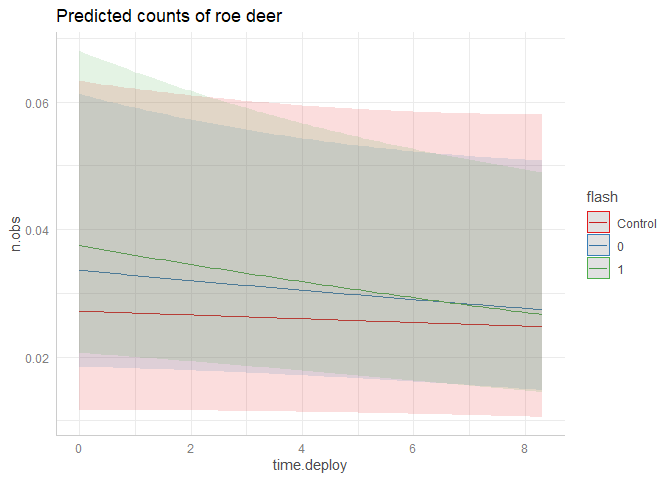 Predicted counts of roe deer
0.06
0.04
0.02
n.obs
0
2
4
6
8
time.deploy
flash
Control
0
1